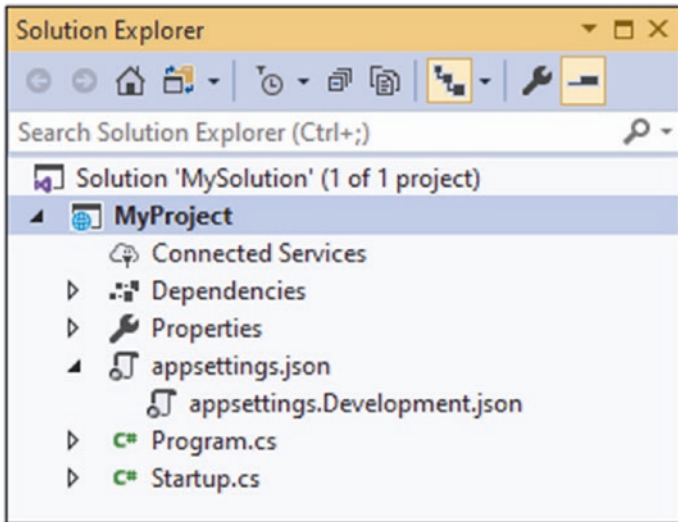 Solution Explorer
Search Solution Explorer (Ctrl+;)
Solution 'MySolution' (1 of 1 project)
MyProject
Connected Services
Dependencies
Properties
appsettings.json
appsettings.Development.json
C# Program.cs
C# Startup.cs